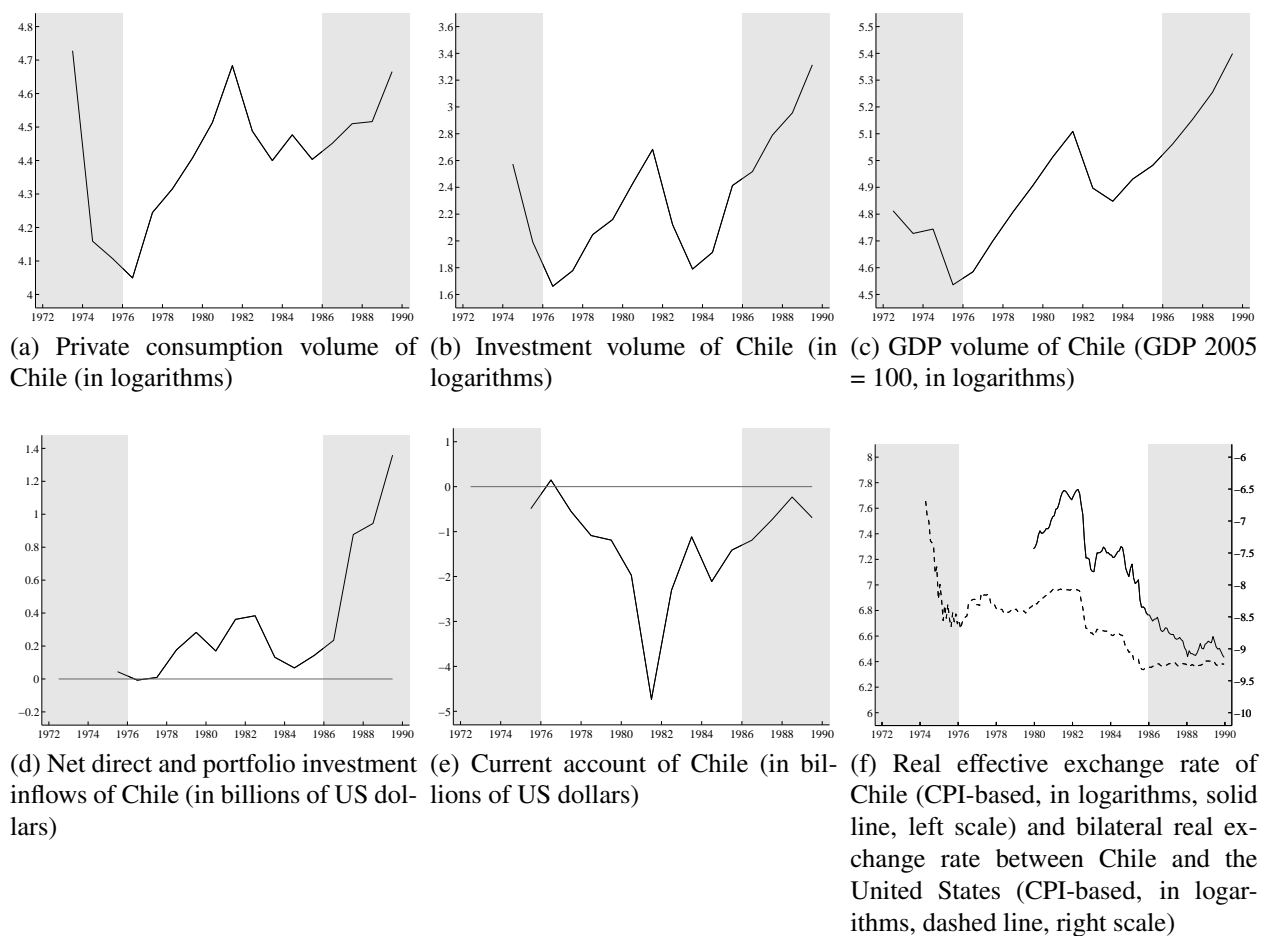 4.8
4.7
4.6
4.5
4.4
4.3
4.2
4.1
4
1972 1974 1976 1978 1980 1982 1984 1986 1988 1990
3.6
3.4
3.2
3
2.8
2.6
2.4
2.2
2
1.8
1.6
1972 1974 1976 1978 1980 1982 1984 1986 1988 1990
5.5
5.4
5.3
5.2
5.1
5
4.9
4.8
4.7
4.6
4.5
1972 1974 1976 1978 1980 1982 1984 1986 1988 1990
(a) Private consumption volume of
Chile (in logarithms)
(b) Investment volume of Chile (in
logarithms)
(c) GDP volume of Chile (GDP 2005
= 100, in logarithms)
1.4
1.2
1
0.8
0.6
0.4
0.2
0
−0.2
1972 1974 1976 1978 1980 1982 1984 1986 1988 1990
1
0
−1
−2
−3
−4
−5
1972 1974 1976 1978 1980 1982 1984 1986 1988 1990
8
7.8
7.6
7.4
7.2
7
6.8
6.6
6.4
6.2
6
−6
−6.5
−7
−7.5
−8
−8.5
−9
−9.5
−10
1972 1974 1976 1978 1980 1982 1984 1986 1988 1990
(d) Net direct and portfolio investment
inflows of Chile (in billions of US dol-
lars)
(e) Current account of Chile (in bil-
lions of US dollars)
(f) Real effective exchange rate of
Chile (CPI-based, in logarithms, solid
line, left scale) and bilateral real ex-
change rate between Chile and the
United States (CPI-based, in logar-
ithms, dashed line, right scale)